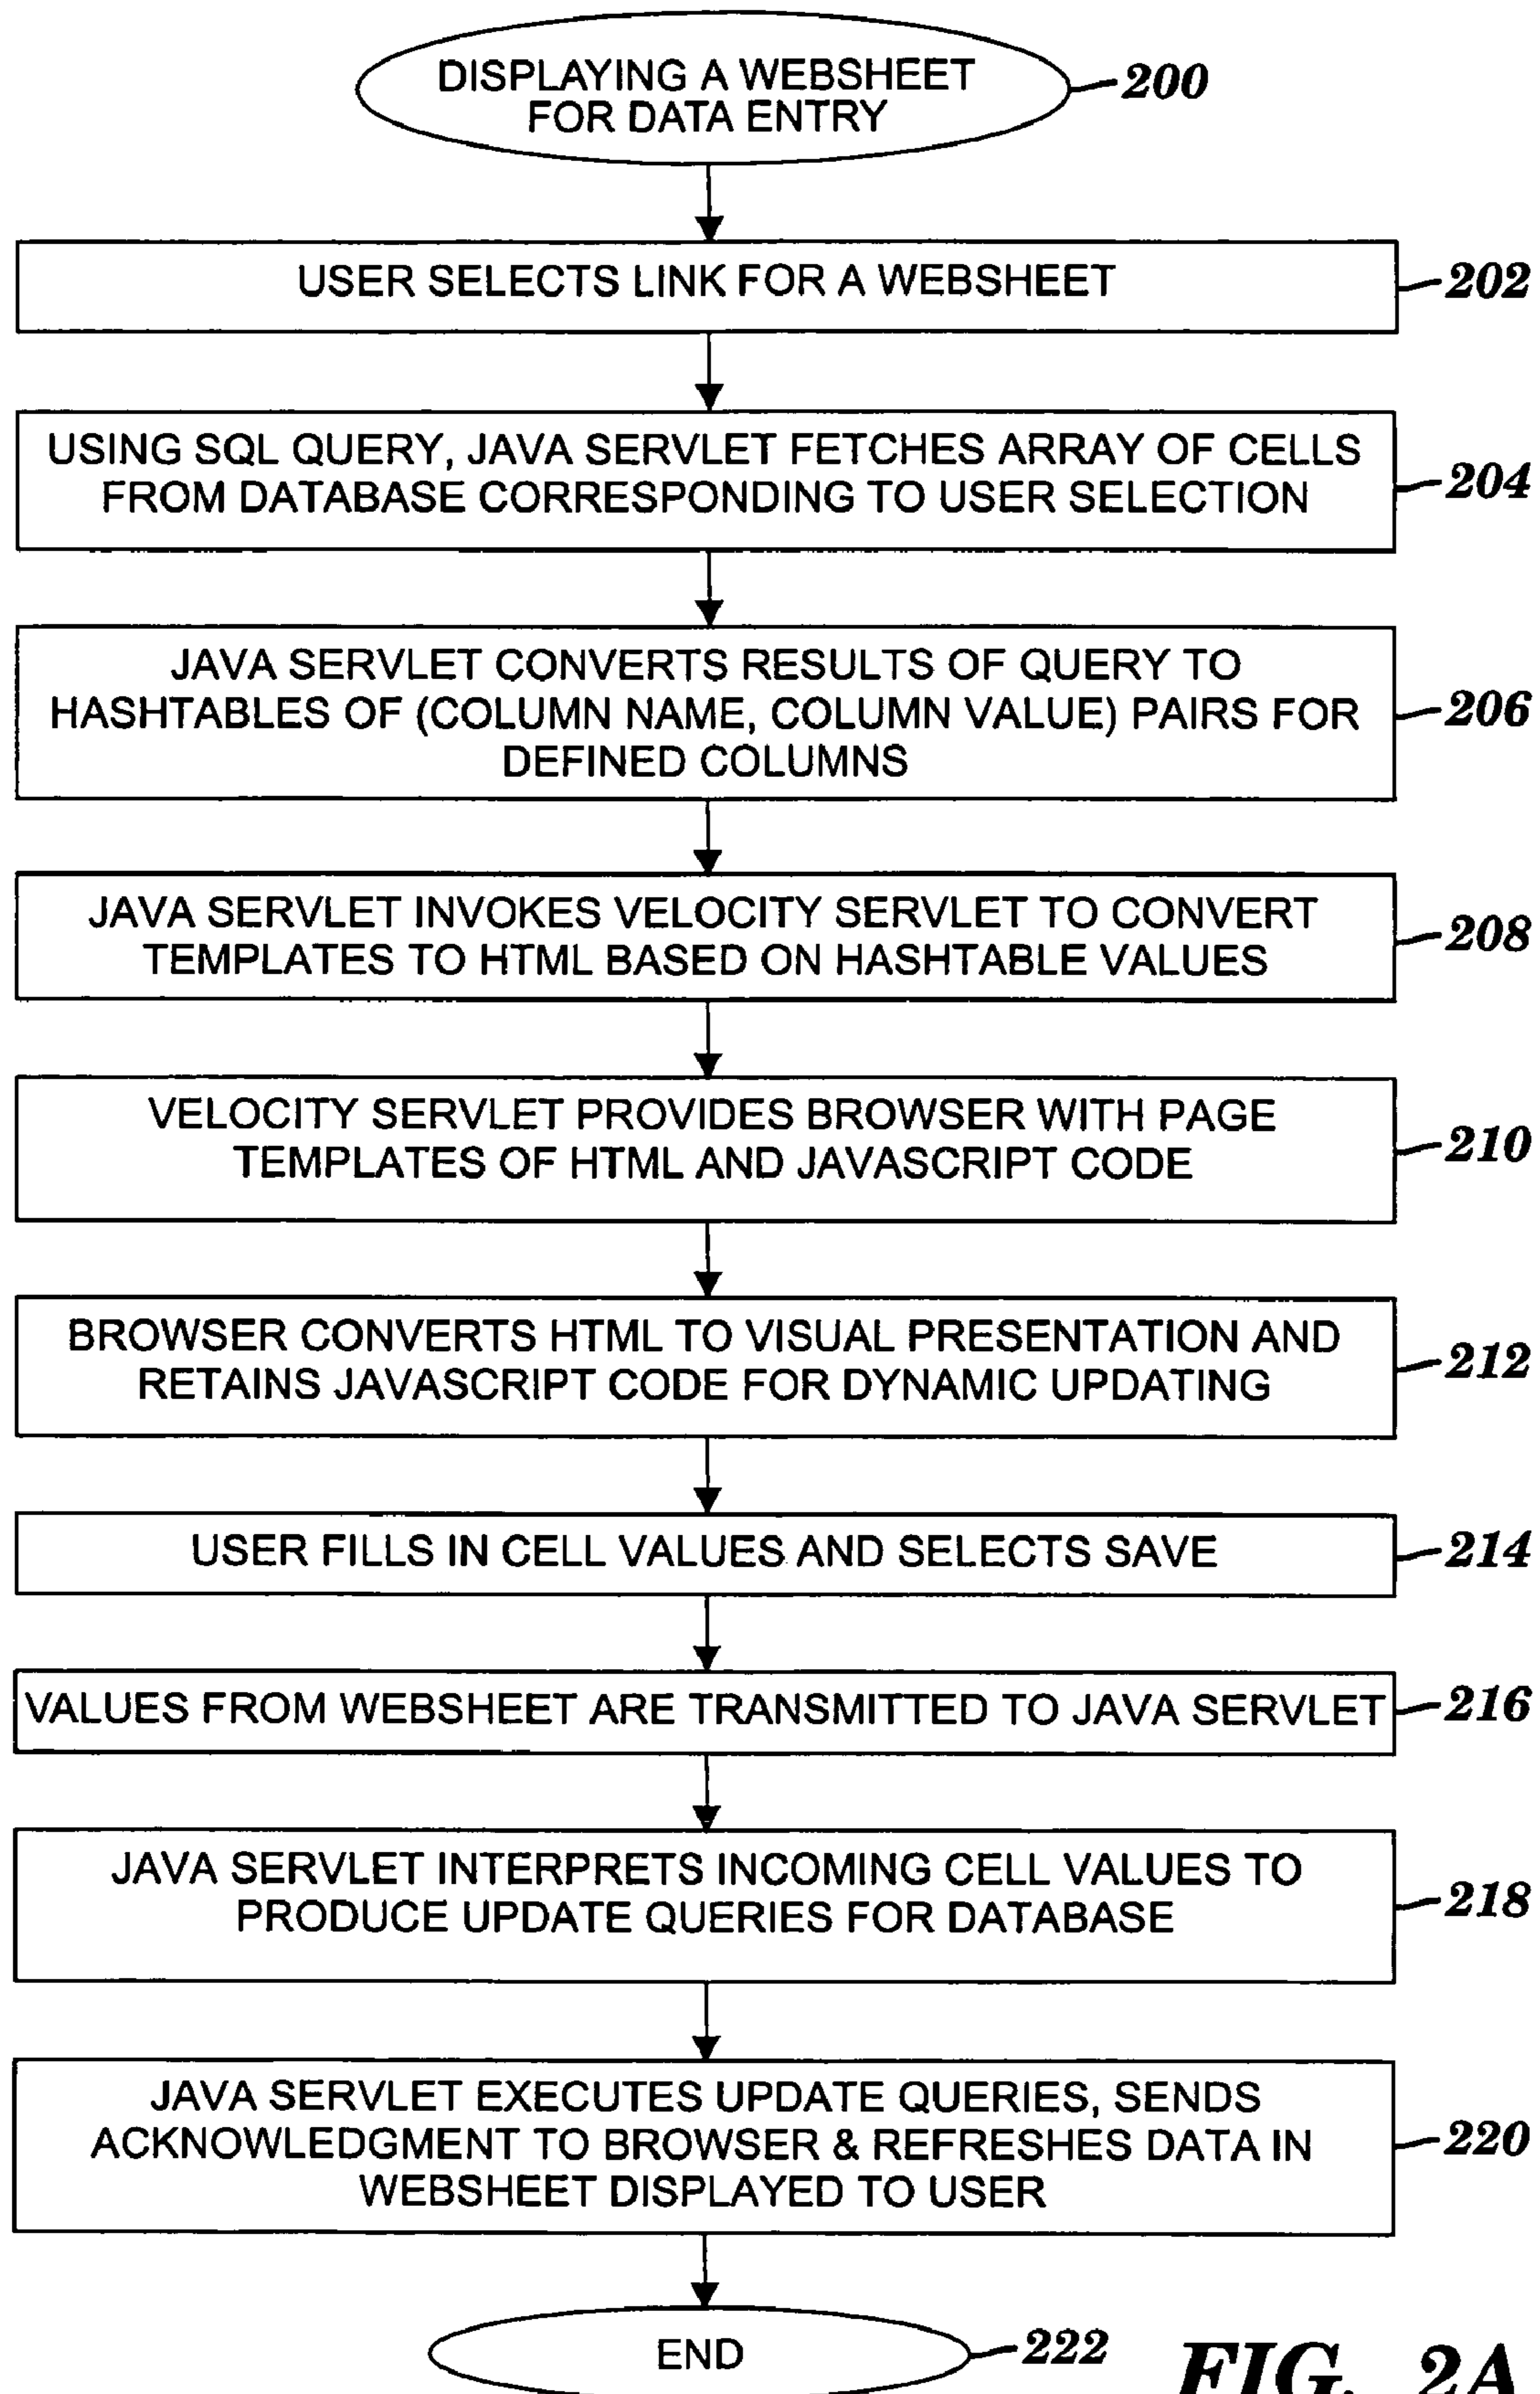 DISPLAYING A WEBSHEET
FOR DATA ENTRY
200
USER SELECTS LINK FOR A WEBSHEET
202
USING SQL QUERY, JAVA SERVLET FETCHES ARRAY OF CELLS
FROM DATABASE CORRESPONDING TO USER SELECTION
204
JAVA SERVLET CONVERTS RESULTS OF QUERY TO
HASHTABLES OF (COLUMN NAME, COLUMN VALUE) PAIRS FOR
DEFINED COLUMNS
206
JAVA SERVLET INVOKES VELOCITY SERVLET TO CONVERT
TEMPLATES TO HTML BASED ON HASHTABLE VALUES
208
VELOCITY SERVLET PROVIDES BROWSER WITH PAGE
TEMPLATES OF HTML AND JAVASCRIPT CODE
210
BROWSER CONVERTS HTML TO VISUAL PRESENTATION AND
RETAINS JAVASCRIPT CODE FOR DYNAMIC UPDATING
212
USER FILLS IN CELL VALUES AND SELECTS SAVE
214
VALUES FROM WEBSHEET ARE TRANSMITTED TO JAVA SERVLET
216
JAVA SERVLET INTERPRETS INCOMING CELL VALUES TO
PRODUCE UPDATE QUERIES FOR DATABASE
218
JAVA SERVLET EXECUTES UPDATE QUERIES, SENDS
ACKNOWLEDGMENT TO BROWSER & REFRESHES DATA IN
WEBSHEET DISPLAYED TO USER
220
END
222
FIG. 2A